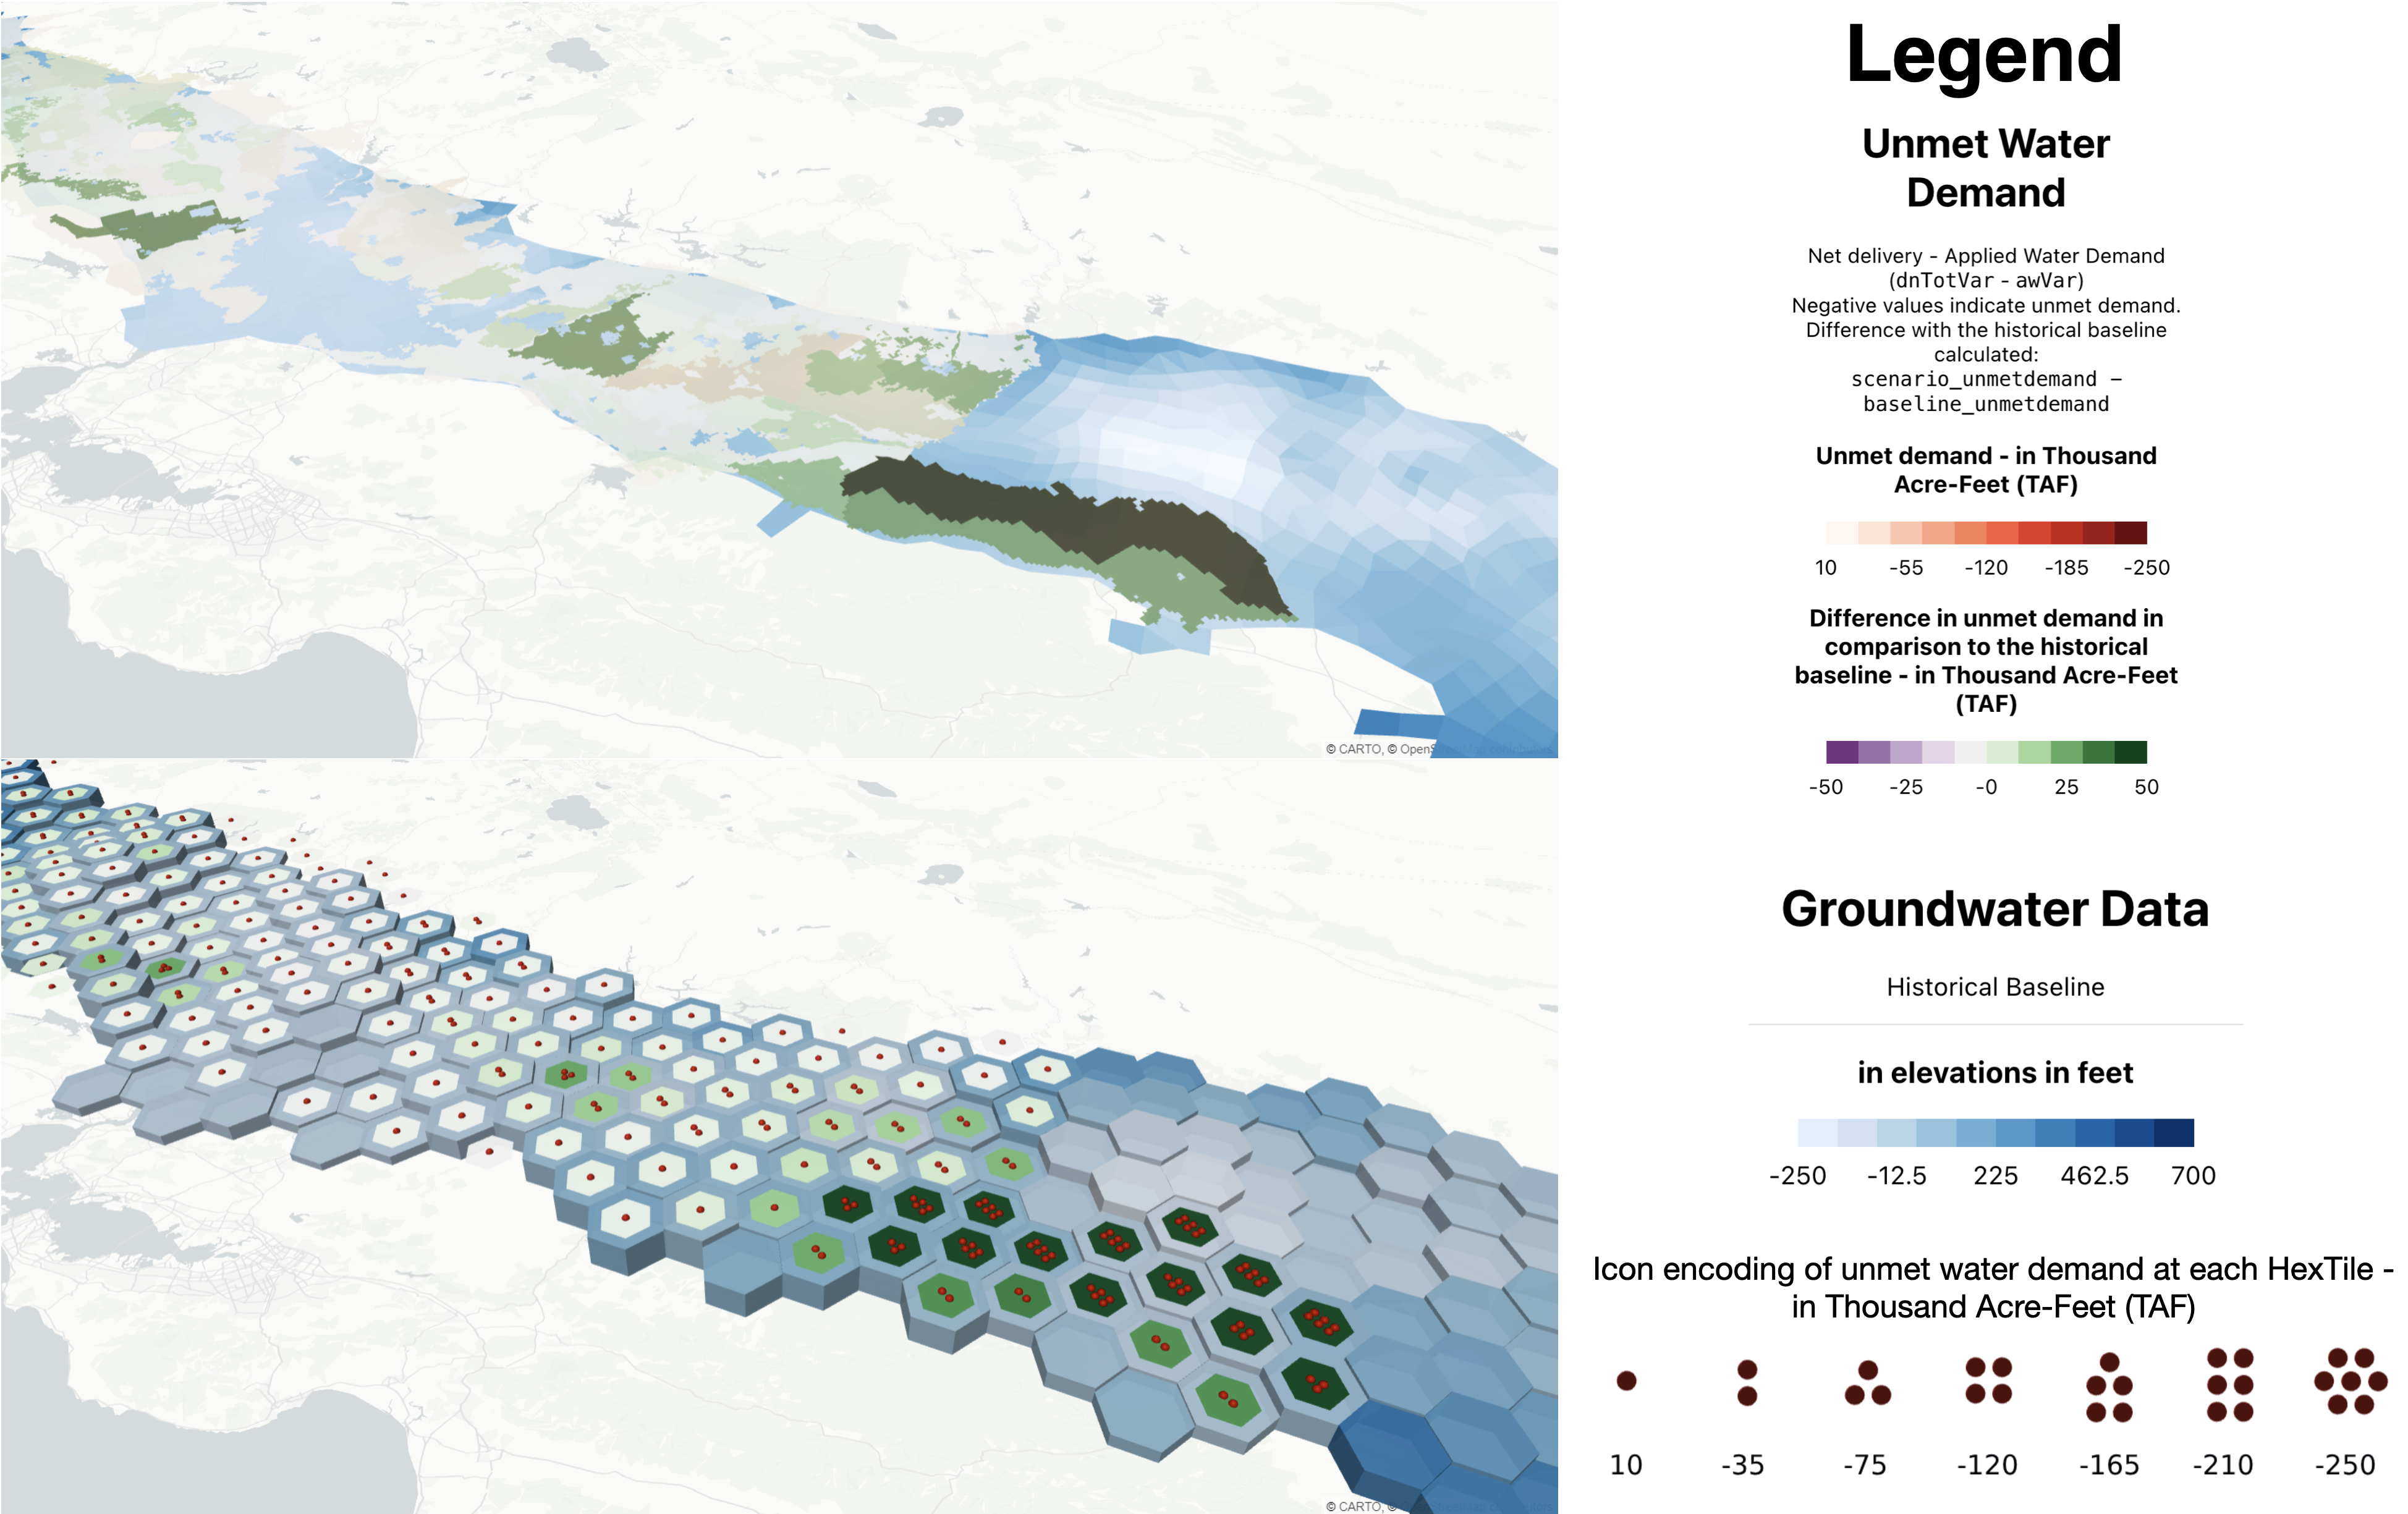 Legend
Unmet Water
Demand
Net delivery - Applied Water Demand
(dnTotVar - awVar)
Negative values indicate unmet demand.
Difference with the historical baseline
calculated:
scenario_unmetdemand –
baseline_unmetdemand
Unmet demand - in Thousand
Acre-Feet (TAF)
10 -55 -120 -185 -250
Difference in unmet demand in
comparison to the historical
baseline - in Thousand Acre-Feet
(TAF)
-50 -25 -0 25 50
© CARTO, © OpenS
Groundwater Data
Historical Baseline
in elevations in feet
-250 -12.5 225 462.5 700
Icon encoding of unmet water demand at each HexTile -
in Thousand Acre-Feet (TAF)
10 -35 -75 -120 -165 -210 -250
© CARTO, ©